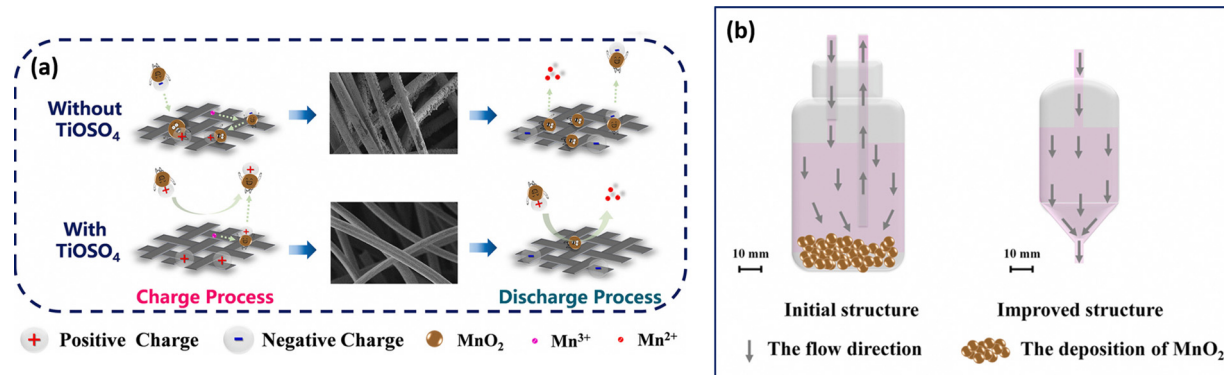 (a)
Without
TiOSO₄
With
TiOSO₄
Charge Process
Discharge Process
+ Positive Charge
- Negative Charge
MnO₂
Mn³⁺
Mn²⁺
(b)
10 mm
10 mm
Initial structure
Improved structure
The flow direction
The deposition of MnO₂